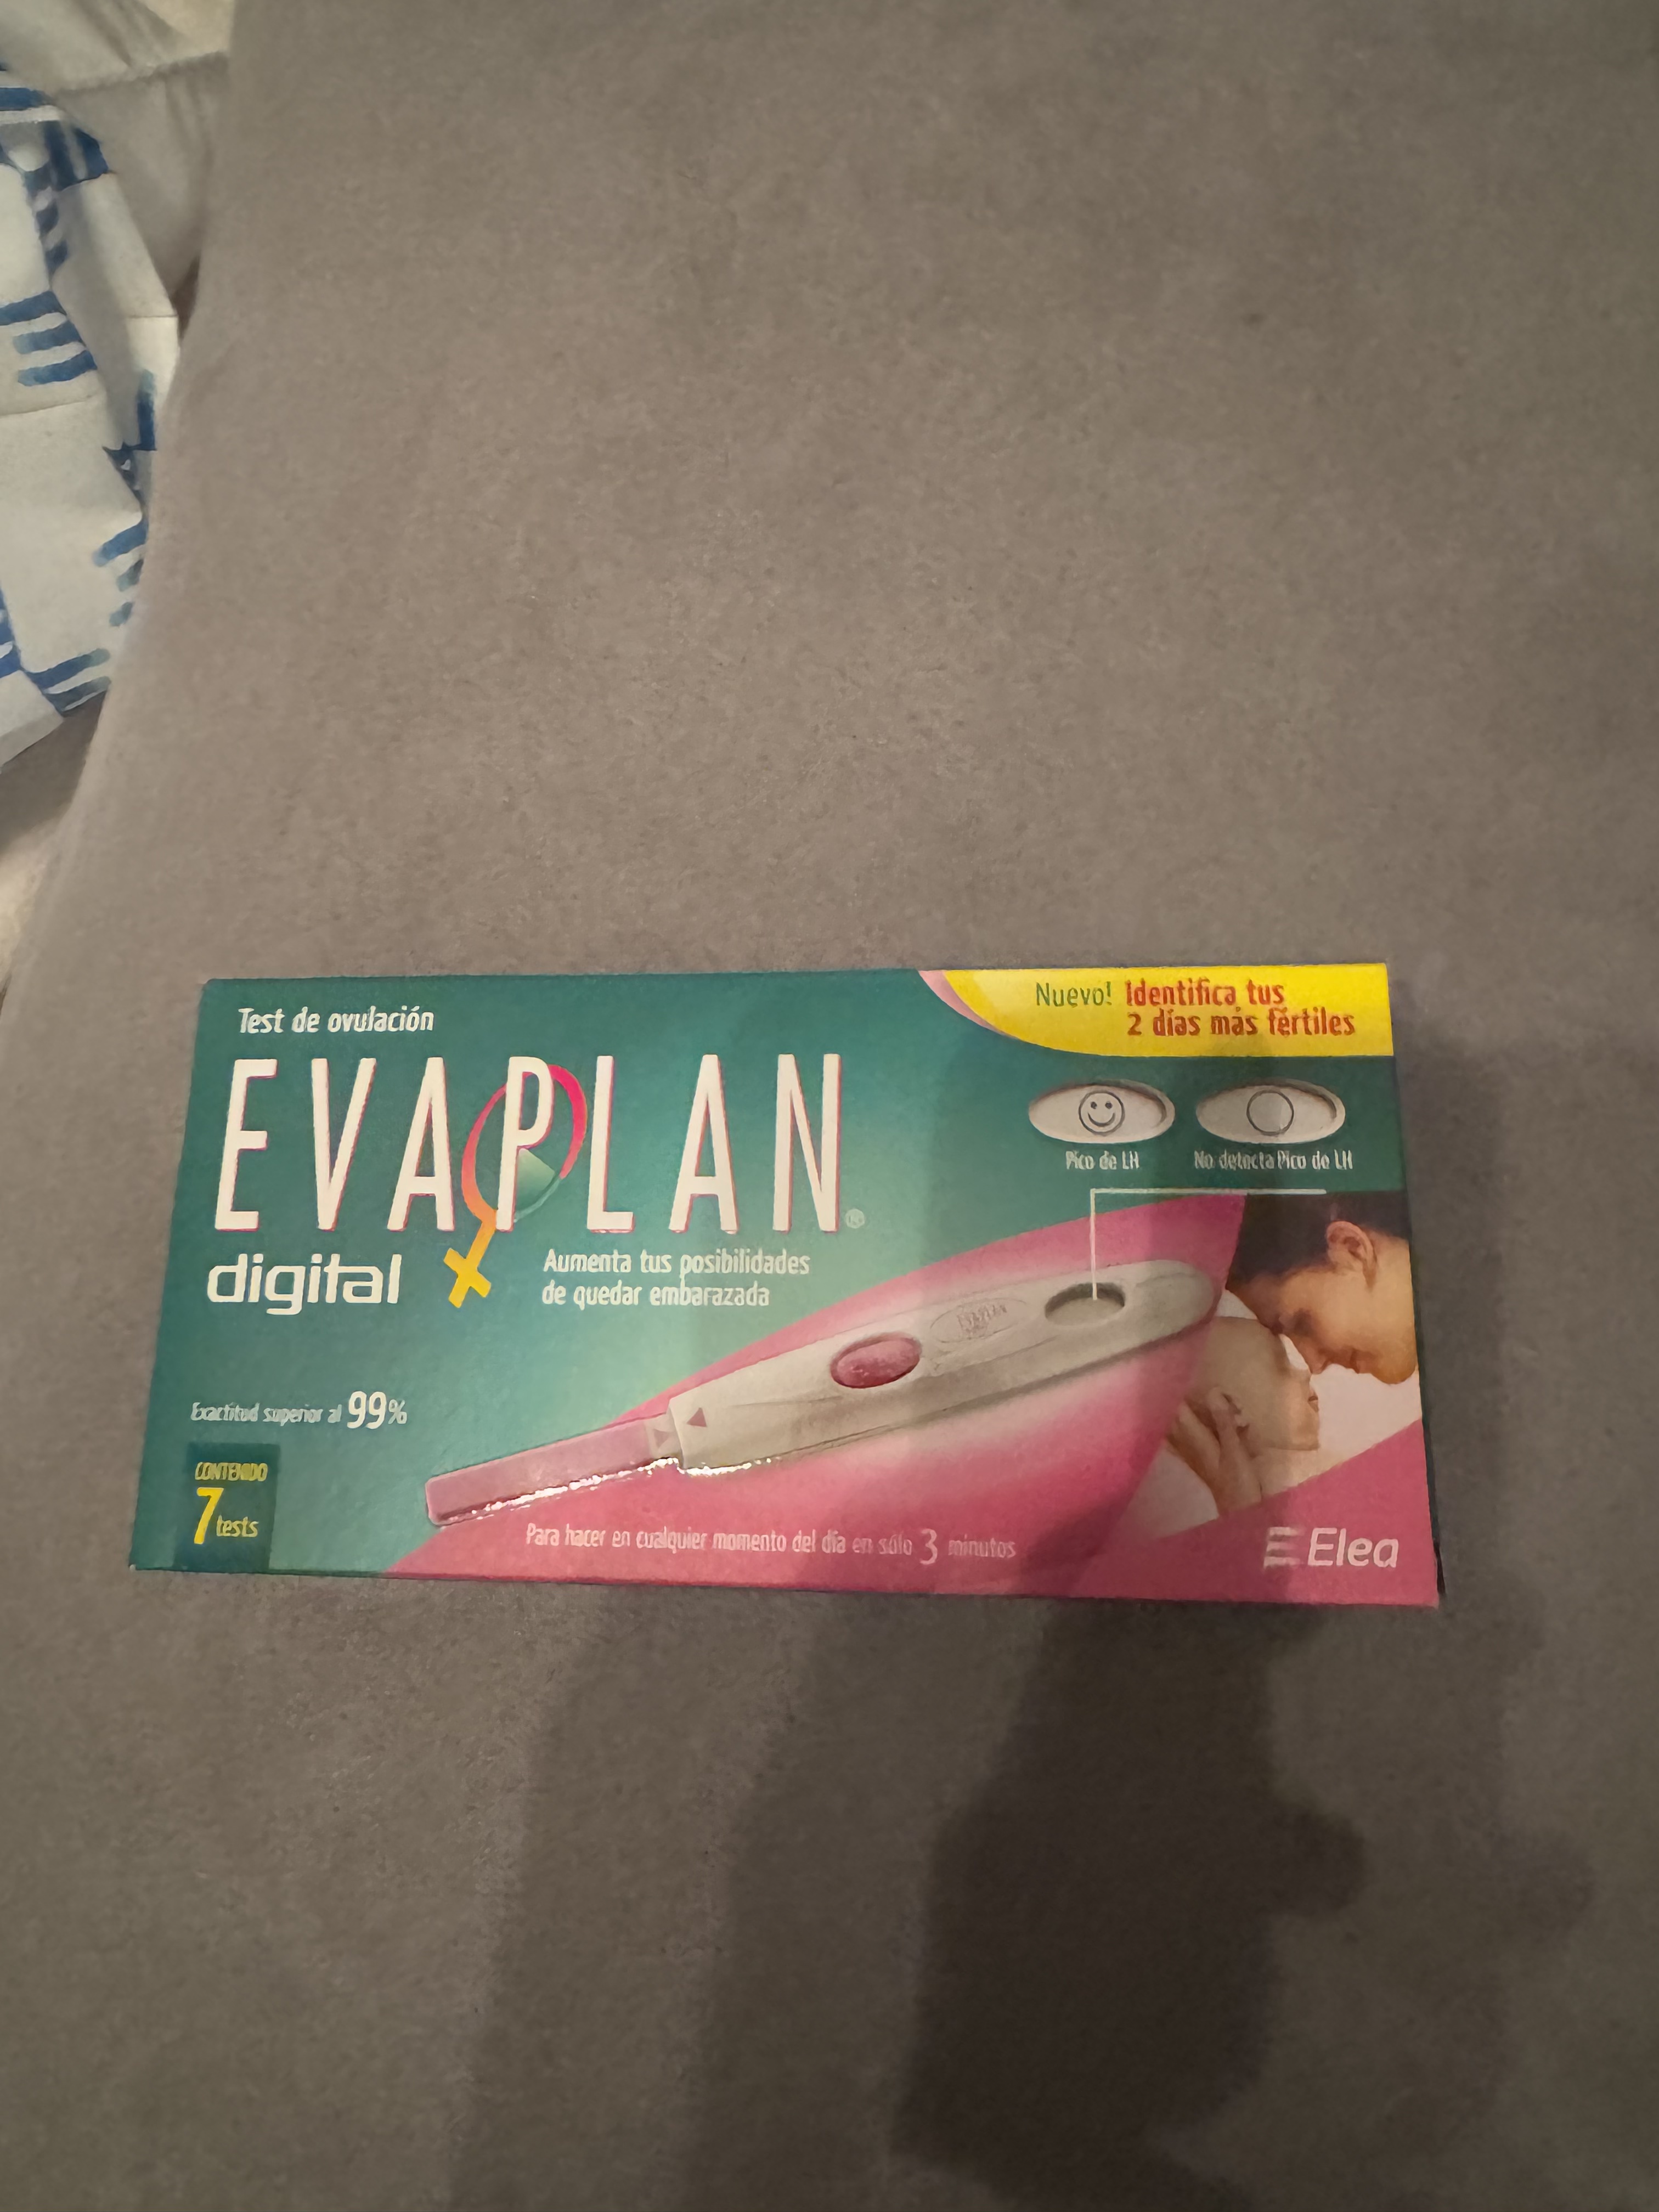 Test de ovulación
EVAPLAN®
digital
Aumenta tus posibilidades
de quedar embarazada
Nuevo! Identifica tus
2 días más fértiles
Pico de LH
No detecta Pico de LH
Exactitud superior al 99%
CONTENIDO
7 tests
Para hacer en cualquier momento del día en sólo 3 minutos
Elea